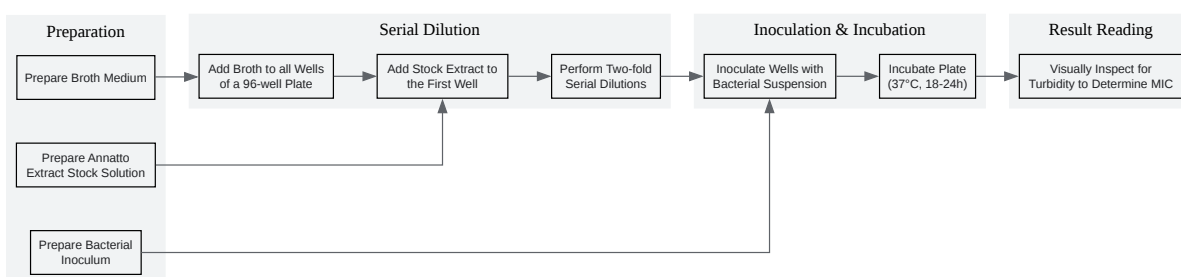 Preparation
Prepare Broth Medium
Prepare Annatto
Extract Stock Solution
Prepare Bacterial
Inoculum
Serial Dilution
Add Broth to all Wells
of a 96-well Plate
Add Stock Extract to
the First Well
Perform Two-fold
Serial Dilutions
Inoculation & Incubation
Inoculate Wells with
Bacterial Suspension
Incubate Plate
(37°C, 18-24h)
Result Reading
Visually Inspect for
Turbidity to Determine MIC